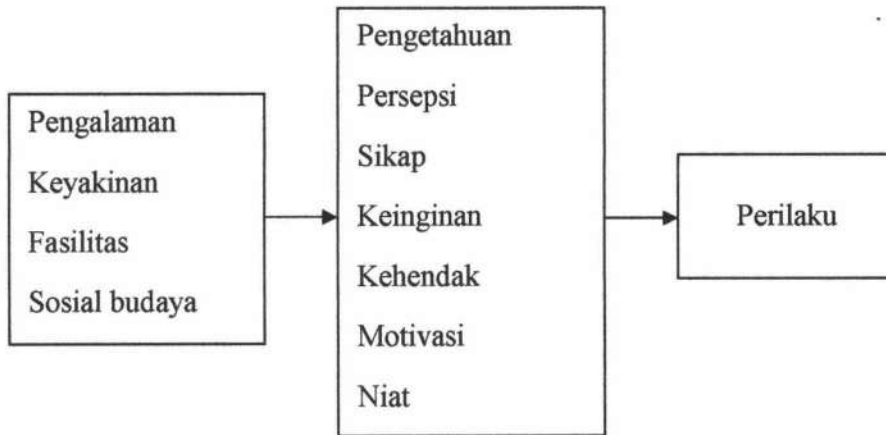 Pengalaman
Keyakinan
Fasilitas
Sosial budaya
Pengetahuan
Persepsi
Sikap
Keinginan
Kehendak
Motivasi
Niat
Perilaku